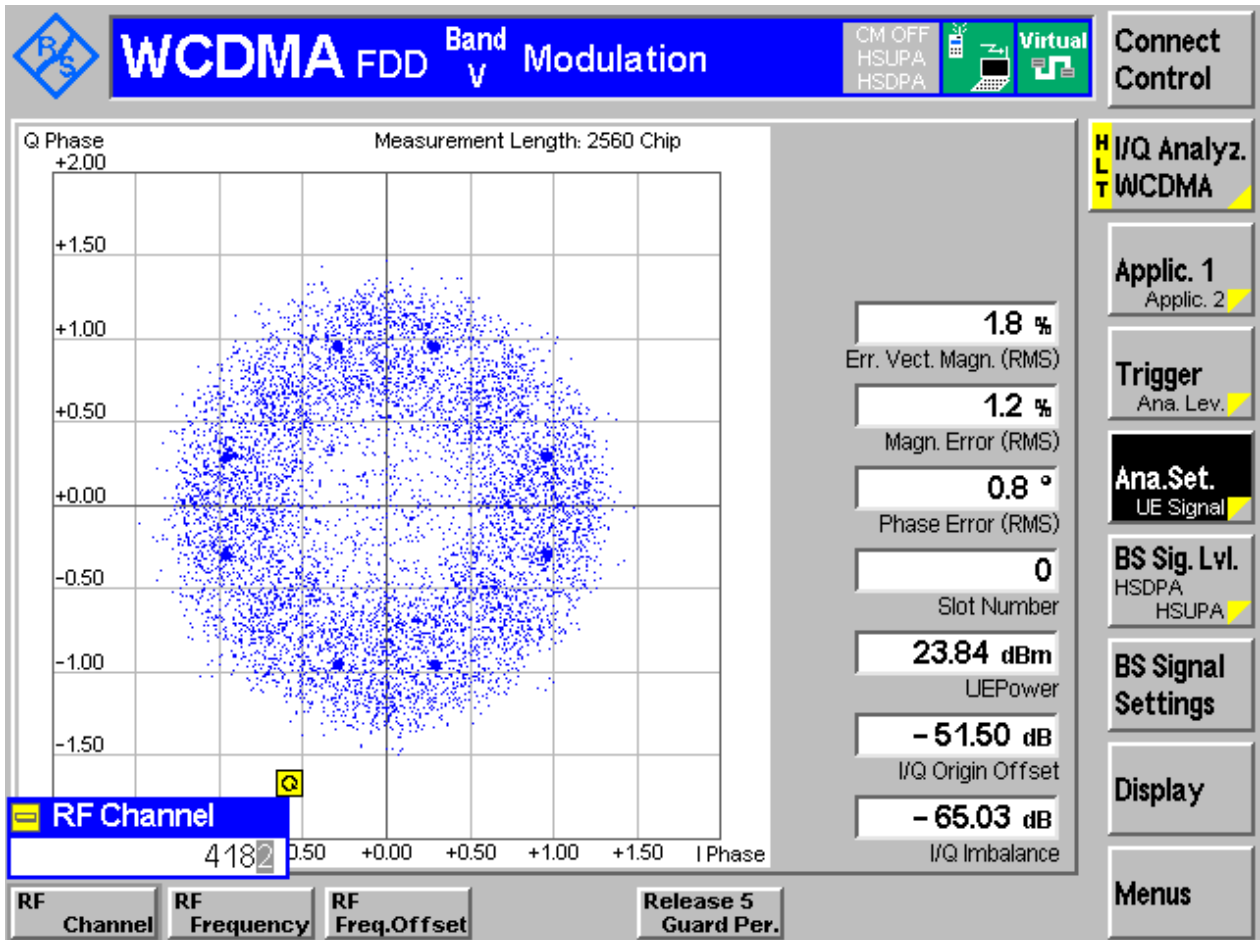 R/S
WCDMA FDD Band V Modulation
CM OFF
HSUPA
HSDPA
Virtual
Connect
Control
Q Phase
Measurement Length: 2560 Chip
+2.00
+1.50
+1.00
+0.50
+0.00
-0.50
-1.00
-1.50
Q
RF Channel
4182
0.50 +0.00 +0.50 +1.00 +1.50 I Phase
1.8 %
Err. Vect. Magn. (RMS)
1.2 %
Magn. Error (RMS)
0.8 °
Phase Error (RMS)
0
Slot Number
23.84 dBm
UEPower
- 51.50 dB
I/Q Origin Offset
- 65.03 dB
I/Q Imbalance
HLT
I/Q Analyz.
WCDMA
Applic. 1
Applic. 2
Trigger
Ana. Lev.
Ana.Set.
UE Signal
BS Sig. Lvl.
HSDPA
HSUPA
BS Signal
Settings
Display
Menus
RF
Channel
RF
Frequency
RF
Freq.Offset
Release 5
Guard Per.